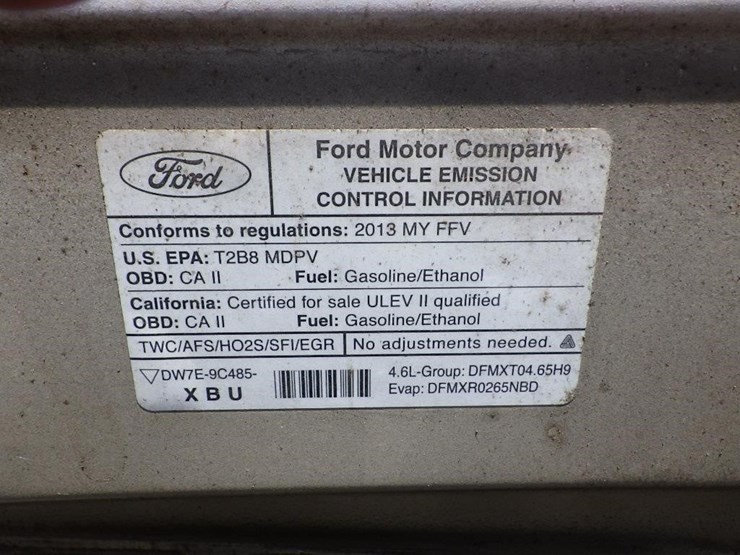 Ford
Ford Motor Company
VEHICLE EMISSION
CONTROL INFORMATION
Conforms to regulations: 2013 MY FFV
U.S. EPA: T2B8 MDPV
OBD: CA II Fuel: Gasoline/Ethanol
California: Certified for sale ULEV II qualified
OBD: CA II Fuel: Gasoline/Ethanol
TWC/AFS/HO2S/SFI/EGR No adjustments needed.
DW7E-9C485-
XBU
4.6L-Group: DFMXT04.65H9
Evap: DFMXR0265NBD